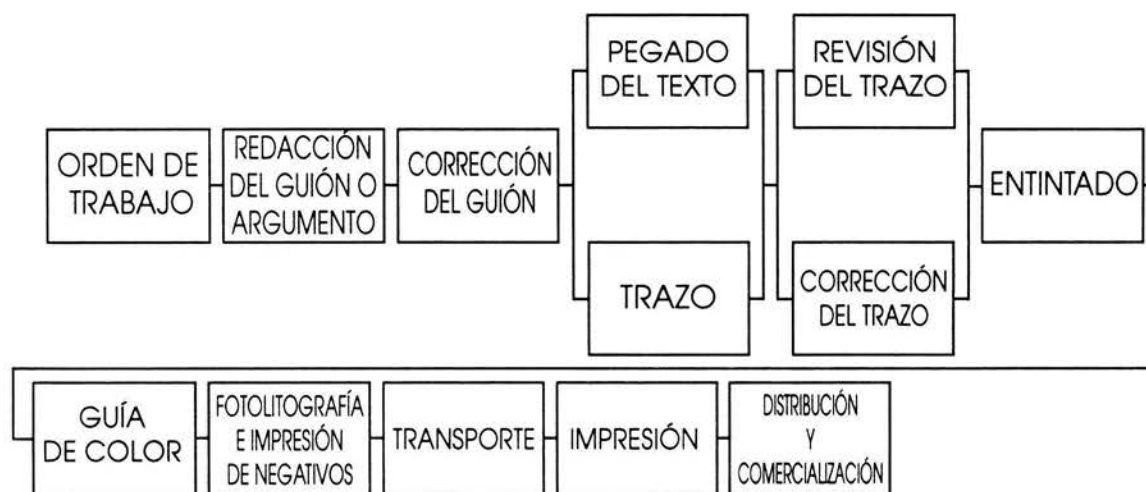 ORDEN DE
TRABAJO
REDACCIÓN
DEL GUIÓN O
ARGUMENTO
CORRECCIÓN
DEL GUIÓN
PEGADO
DEL TEXTO
TRAZO
REVISIÓN
DEL TRAZO
CORRECCIÓN
DEL TRAZO
ENTINTADO
GUÍA
DE COLOR
FOTOLITOGRAFÍA
E IMPRESIÓN
DE NEGATIVOS
TRANSPORTE
IMPRESIÓN
DISTRIBUCIÓN
Y
COMERCIALIZACIÓN